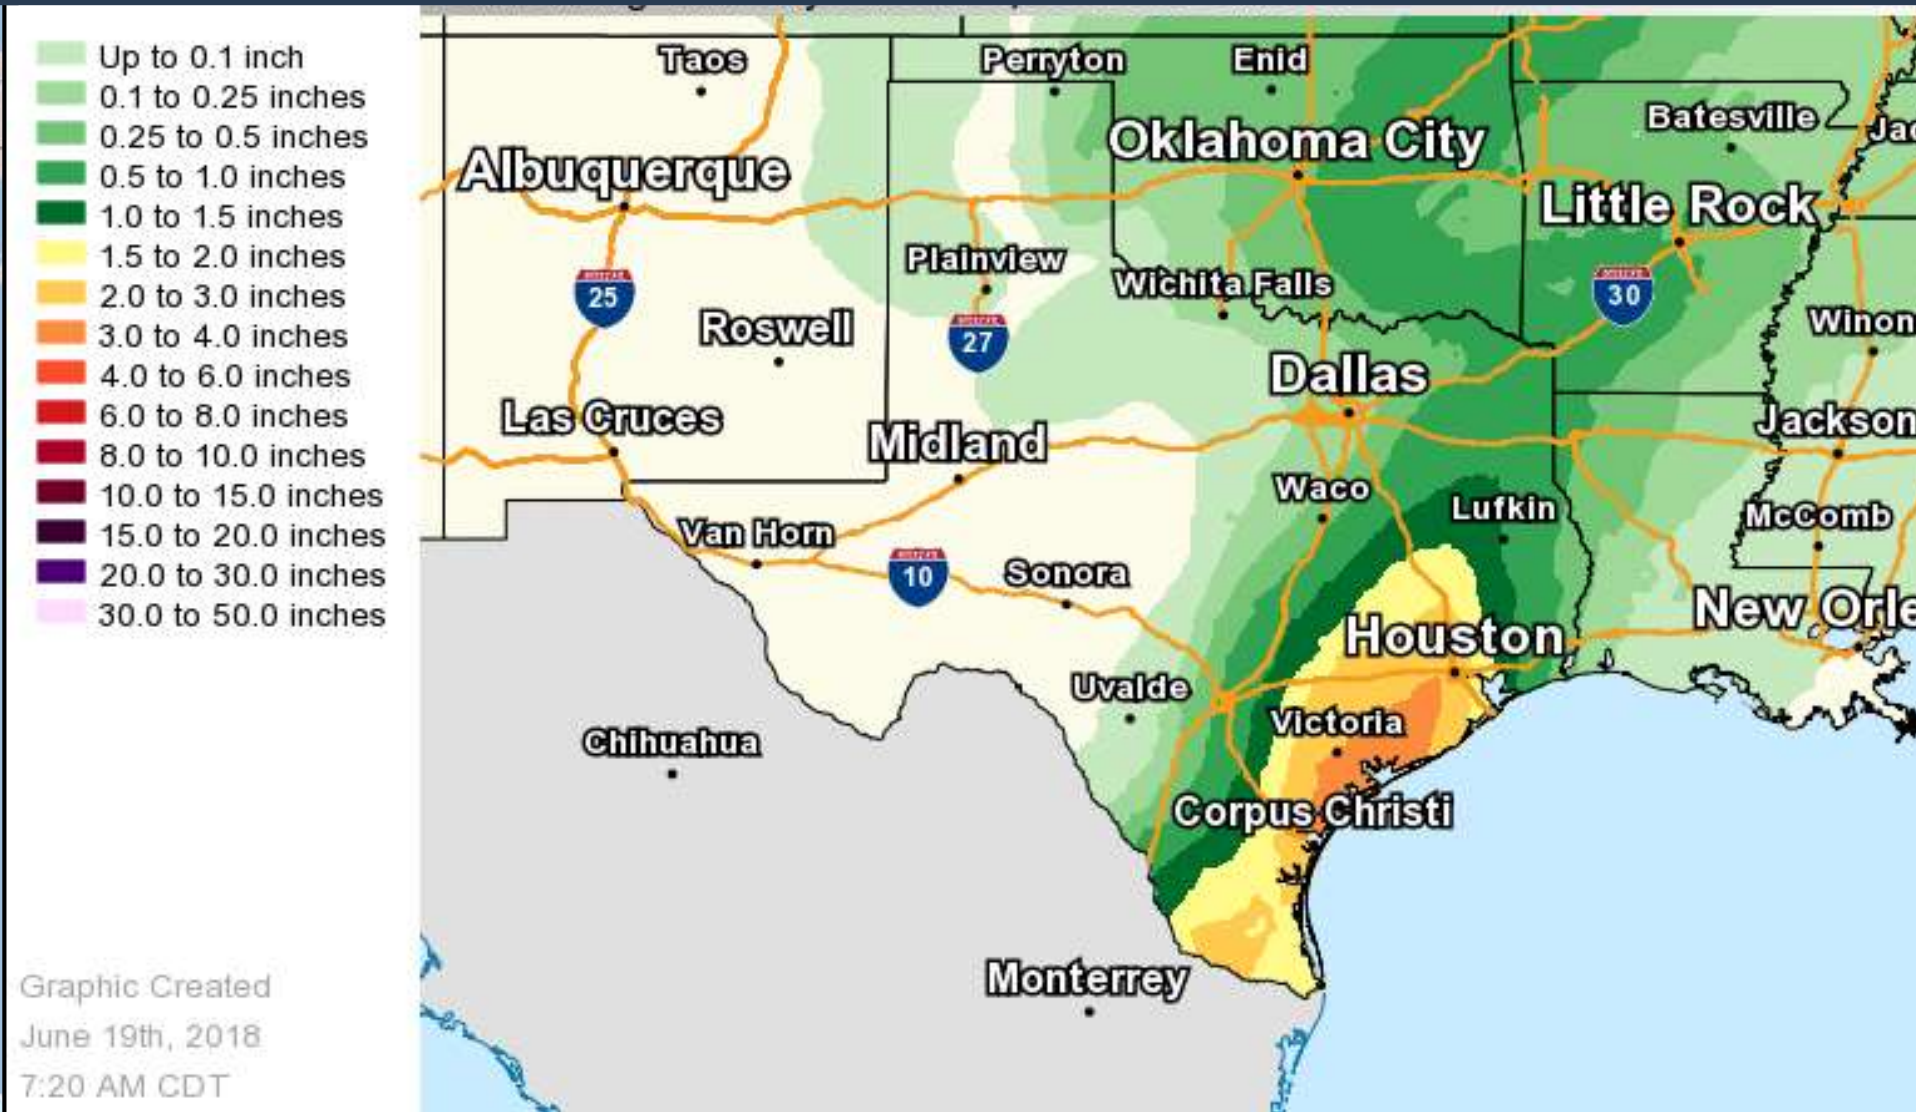 Up to 0.1 inch
0.1 to 0.25 inches
0.25 to 0.5 inches
0.5 to 1.0 inches
1.0 to 1.5 inches
1.5 to 2.0 inches
2.0 to 3.0 inches
3.0 to 4.0 inches
4.0 to 6.0 inches
6.0 to 8.0 inches
8.0 to 10.0 inches
10.0 to 15.0 inches
15.0 to 20.0 inches
20.0 to 30.0 inches
30.0 to 50.0 inches
Graphic Created
June 19th, 2018
7:20 AM CDT
Taos
Perryton
Enid
Batesville
Oklahoma City
Jac
Albuquerque
Little Rock
Plainview
Wichita Falls
25
30
Roswell
27
Winon
Dallas
Las Cruces
Midland
Jackson
Waco
Lufkin
McComb
Van Horn
10
Sonora
New Orle
Houston
Uvalde
Victoria
Chihuahua
Corpus Christi
Monterrey